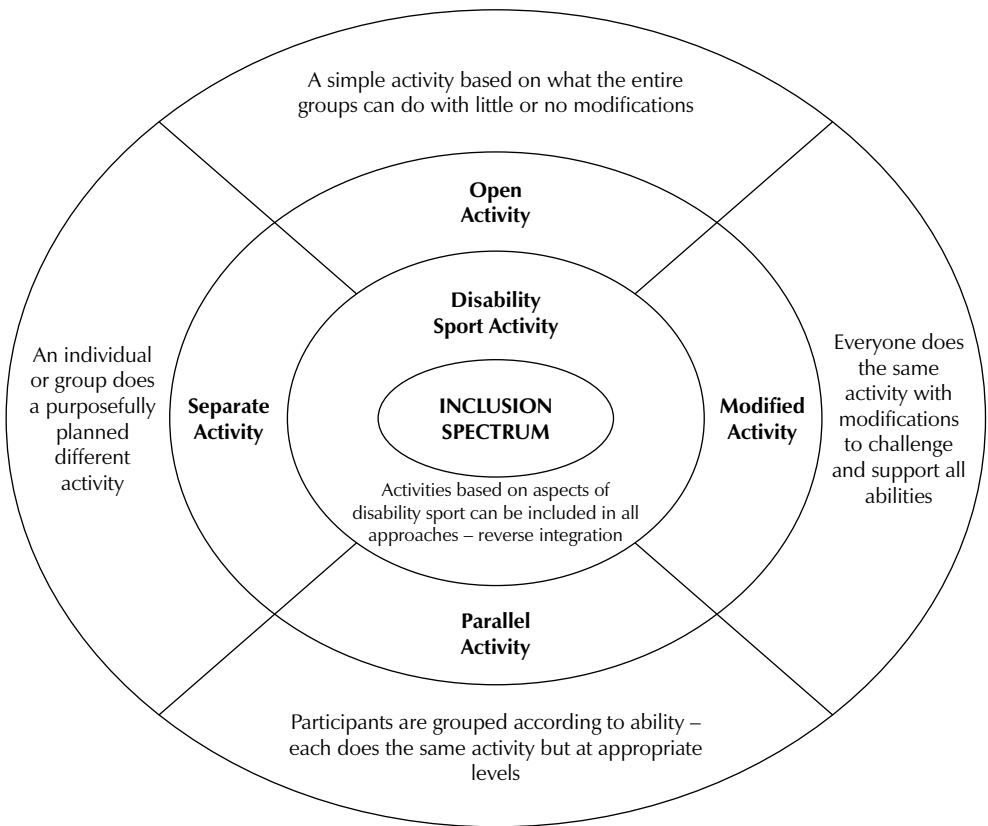 A simple activity based on what the entire
groups can do with little or no modifications
Open
Activity
Disability
Sport Activity
An individual
or group does
a purposefully
planned
different
activity
Separate
Activity
INCLUSION
SPECTRUM
Modified
Activity
Everyone does
the same
activity with
modifications
to challenge
and support all
abilities
Activities based on aspects of
disability sport can be included in all
approaches – reverse integration
Parallel
Activity
Participants are grouped according to ability –
each does the same activity but at appropriate
levels